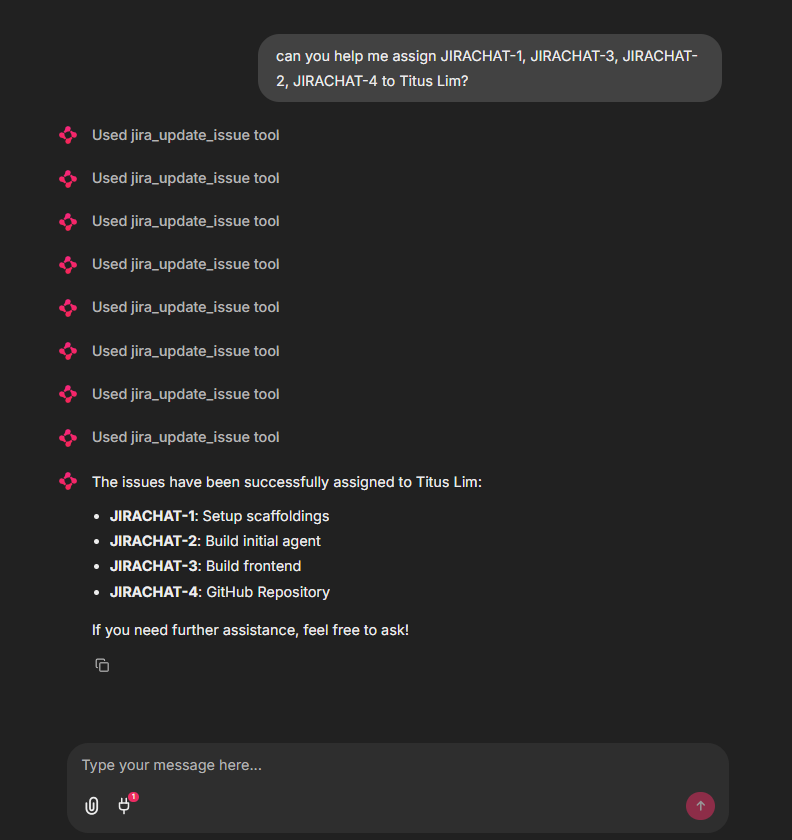 can you help me assign JIRACHAT-1, JIRACHAT-3, JIRACHAT-
2, JIRACHAT-4 to Titus Lim?
Used jira_update_issue tool
Used jira_update_issue tool
Used jira_update_issue tool
Used jira_update_issue tool
Used jira_update_issue tool
Used jira_update_issue tool
Used jira_update_issue tool
Used jira_update_issue tool
The issues have been successfully assigned to Titus Lim:
• JIRACHAT-1: Setup scaffoldings
• JIRACHAT-2: Build initial agent
• JIRACHAT-3: Build frontend
• JIRACHAT-4: GitHub Repository
If you need further assistance, feel free to ask!
Type your message here...
1